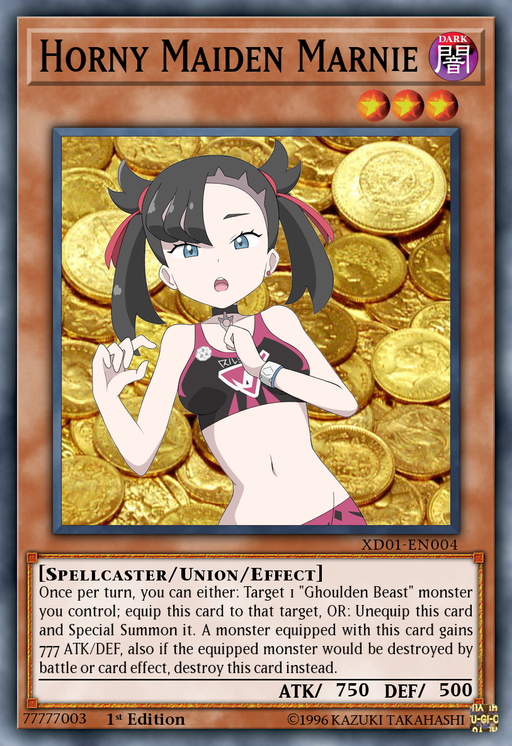 HORNY MAIDEN MARNIE
DARK
闇
XD01-EN004
[SPELLCASTER/UNION/EFFECT]
Once per turn, you can either: Target 1 "Ghoulden Beast" monster
you control; equip this card to that target, OR: Unequip this card
and Special Summon it. A monster equipped with this card gains
777 ATK/DEF, also if the equipped monster would be destroyed by
battle or card effect, destroy this card instead.
ATK/ 750 DEF/ 500
77777003 1st Edition ©1996 KAZUKI TAKAHASHI